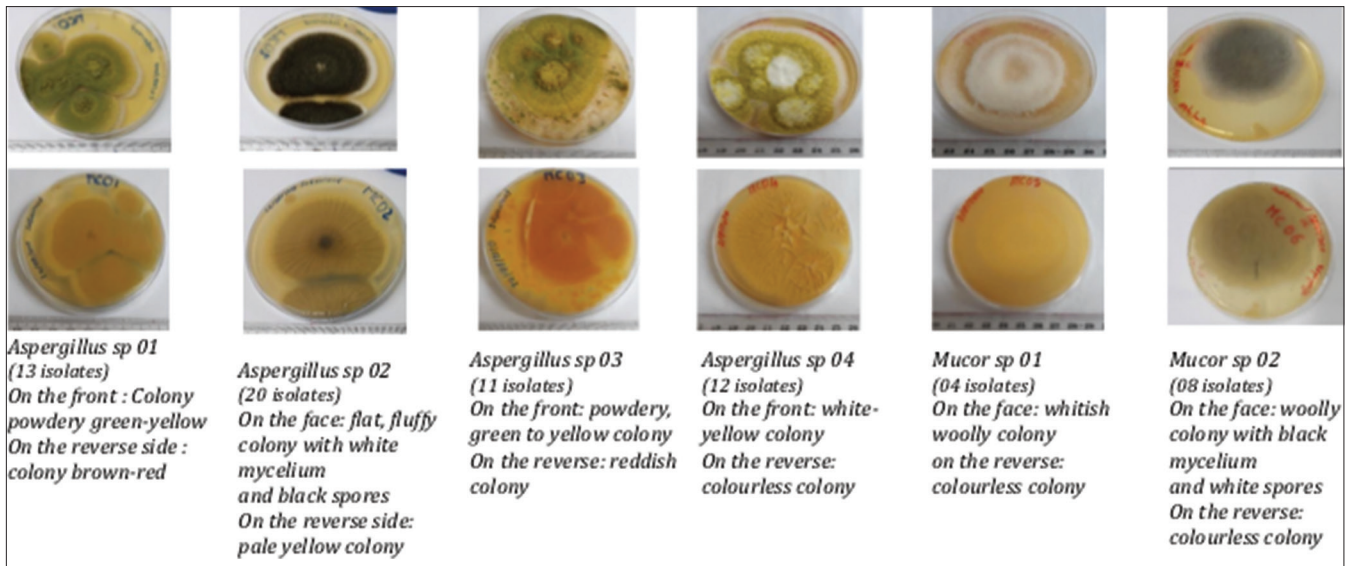 MC01
MC02
MC03
MC06
Aspergillus sp 01
(13 isolates)
On the front : Colony
powdery green-yellow
On the reverse side :
colony brown-red
Aspergillus sp 02
(20 isolates)
On the face: flat, fluffy
colony with white
mycelium
and black spores
On the reverse side:
pale yellow colony
Aspergillus sp 03
(11 isolates)
On the front: powdery,
green to yellow colony
On the reverse: reddish
colony
Aspergillus sp 04
(12 isolates)
On the front: white-
yellow colony
On the reverse:
colourless colony
Mucor sp 01
(04 isolates)
On the face: whitish
woolly colony
on the reverse:
colourless colony
Mucor sp 02
(08 isolates)
On the face: woolly
colony with black
mycelium
and white spores
On the reverse:
colourless colony